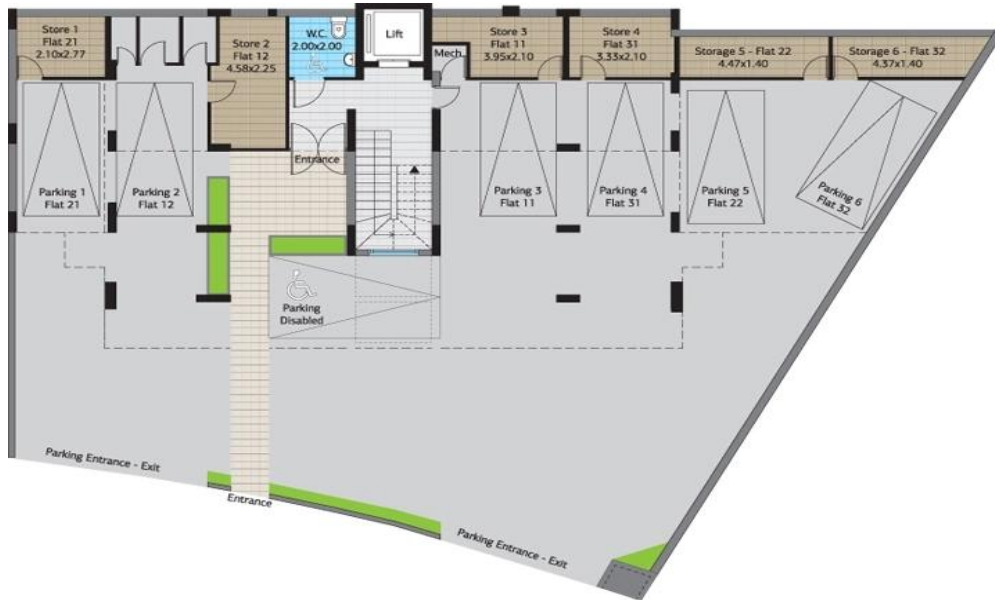 Store 1
Flat 21
2.10x2.77
Store 2
Flat 12
4.58x2.25
W.C.
2.00x2.00
Lift
Mech.
Store 3
Flat 11
3.95x2.10
Store 4
Flat 31
3.33x2.10
Storage 5 - Flat 22
4.47x1.40
Storage 6 - Flat 32
4.37x1.40
Entrance
Parking 1
Flat 21
Parking 2
Flat 12
Parking 3
Flat 11
Parking 4
Flat 31
Parking 5
Flat 22
Parking 6
Flat 32
Parking
Disabled
Parking Entrance - Exit
Entrance
Parking Entrance - Exit